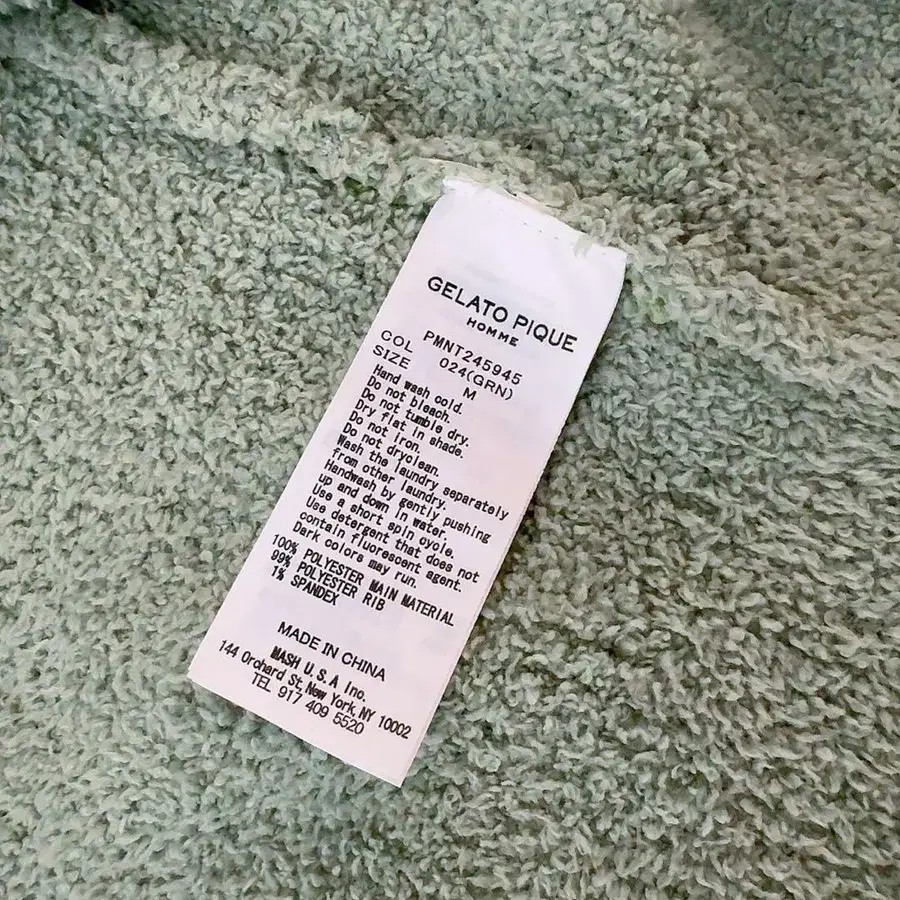 GELATO PIQUE
HOMME
PMNT245945
COL 024(GRN)
SIZE M
Hand wash cold.
Do not bleach.
Do not tumble dry.
Dry flat in shade.
Do not iron.
Do not dryclean.
Wash the laundry separately
from other laundry.
Handwash by gently pushing
up and down in water.
Use a short spin cycle.
Use detergent that does not
contain fluorescent agent.
Dark colors may run.
100% POLYESTER MAIN MATERIAL
99% POLYESTER RIB
1% SPANDEX
MADE IN CHINA
MASH U.S.A Inc.
144 Orchard St, New York, NY 10002
TEL 917 409 5520